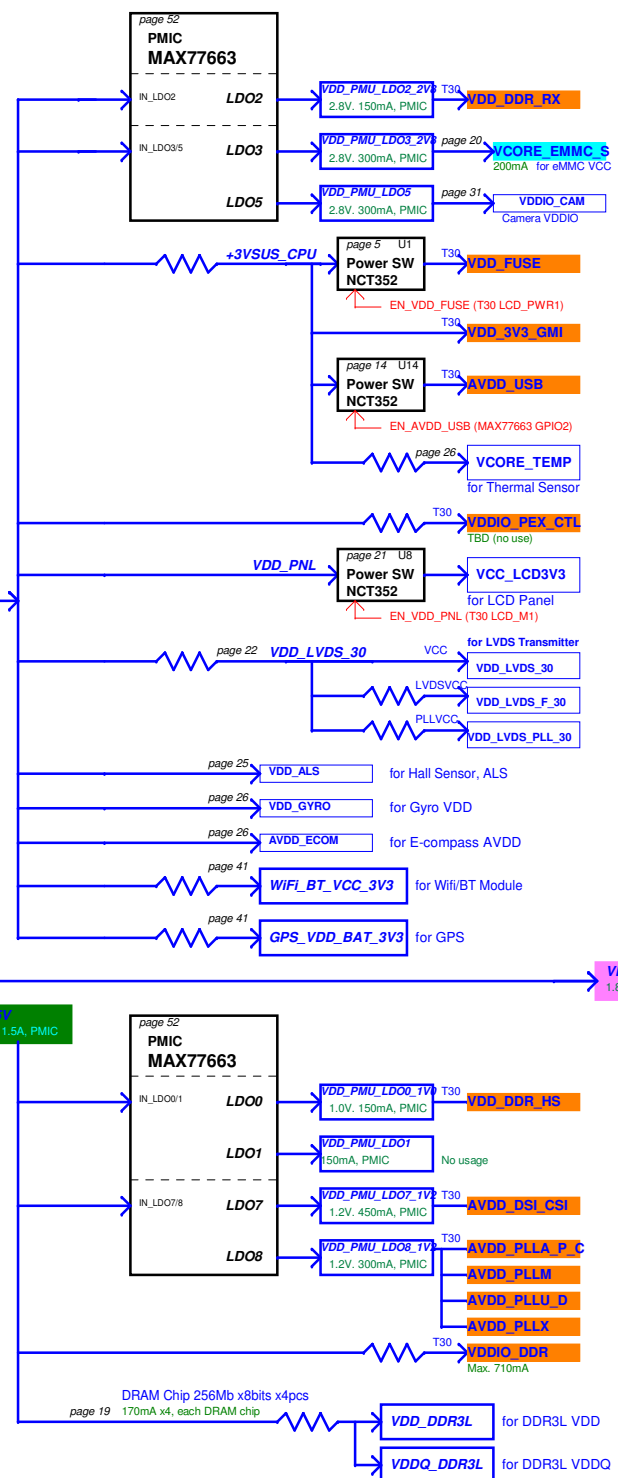 page 52
PMIC
MAX77663
IN_LDO2
LDO2
VDD_PMU_LDO2_2V8
2.8V. 150mA, PMIC
T30
VDD_DDR_RX
IN_LDO3/5
LDO3
VDD_PMU_LDO3_2V8
2.8V. 300mA, PMIC
page 20
VCORE_EMMC_S
200mA for eMMC VCC
LDO5
VDD_PMU_LDO5
2.8V. 300mA, PMIC
page 31
VDDIO_CAM
Camera VDDIO
+3VSUS_CPU
page 5 U1
Power SW
NCT352
T30
VDD_FUSE
EN_VDD_FUSE (T30 LCD_PWR1)
T30
VDD_3V3_GMI
page 14 U14
Power SW
NCT352
T30
AVDD_USB
EN_AVDD_USB (MAX77663 GPIO2)
page 26
VCORE_TEMP
for Thermal Sensor
T30
VDDIO_PEX_CTL
TBD (no use)
VDD_PNL
page 21 U8
Power SW
NCT352
VCC_LCD3V3
for LCD Panel
EN_VDD_PNL (T30 LCD_M1)
page 22
VDD_LVDS_30
VCC
for LVDS Transmitter
VDD_LVDS_30
LVDSVCC
VDD_LVDS_F_30
PLLVCC
VDD_LVDS_PLL_30
page 25
VDD_ALS
for Hall Sensor, ALS
page 26
VDD_GYRO
for Gyro VDD
page 26
AVDD_ECOM
for E-compass AVDD
page 41
WiFi_BT_VCC_3V3
for Wifi/BT Module
page 41
GPS_VDD_BAT_3V3
for GPS
1.5A, PMIC
page 52
PMIC
MAX77663
IN_LDO0/1
LDO0
VDD_PMU_LDO0_1V0
1.0V. 150mA, PMIC
T30
VDD_DDR_HS
LDO1
VDD_PMU_LDO1
150mA, PMIC
No usage
IN_LDO7/8
LDO7
VDD_PMU_LDO7_1V2
1.2V. 450mA, PMIC
T30
AVDD_DSI_CSI
LDO8
VDD_PMU_LDO8_1V2
1.2V. 300mA, PMIC
T30
AVDD_PLLA_P_C
AVDD_PLLM
AVDD_PLLU_D
AVDD_PLLX
T30
VDDIO_DDR
Max. 710mA
DRAM Chip 256Mb x8bits x4pcs
page 19
170mA x4, each DRAM chip
VDD_DDR3L
for DDR3L VDD
VDDQ_DDR3L
for DDR3L VDDQ